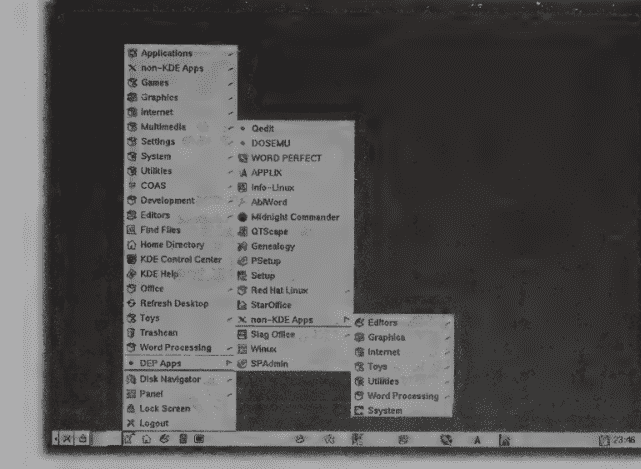 Applications
non-KDE Apps
Games
Graphics
Internet
Multimedia
Settings
System
Utilities
COAS
Development
Editors
Find Files
Home Directory
KDE Control Center
KDE Help
Office
Refresh Desktop
Toys
Trashcan
Word Processing
DEP Apps
Disk Navigator
Panel
Lock Screen
Logout
Qedit
DOSEMU
WORD PERFECT
APPLIX
Info-Linux
AbiWord
Midnight Commander
QTScape
Genealogy
PSetup
Setup
Red Hat Linux
StarOffice
non-KDE Apps
Siag Office
Winux
SPAdmin
Editors
Graphics
Internet
Toys
Utilities
Word Processing
Ssystem
23:46